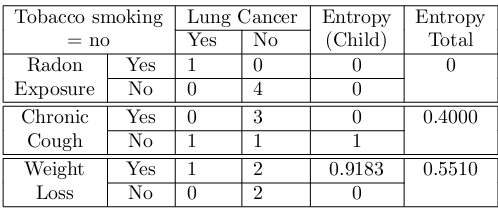 Tobacco smoking Lung Cancer Entropy Entropy
= no Yes No (Child) Total
Radon Yes 1 0 0 0
Exposure No 0 4 0
Chronic Yes 0 3 0 0.4000
Cough No 1 1 1
Weight Yes 1 2 0.9183 0.5510
Loss No 0 2 0